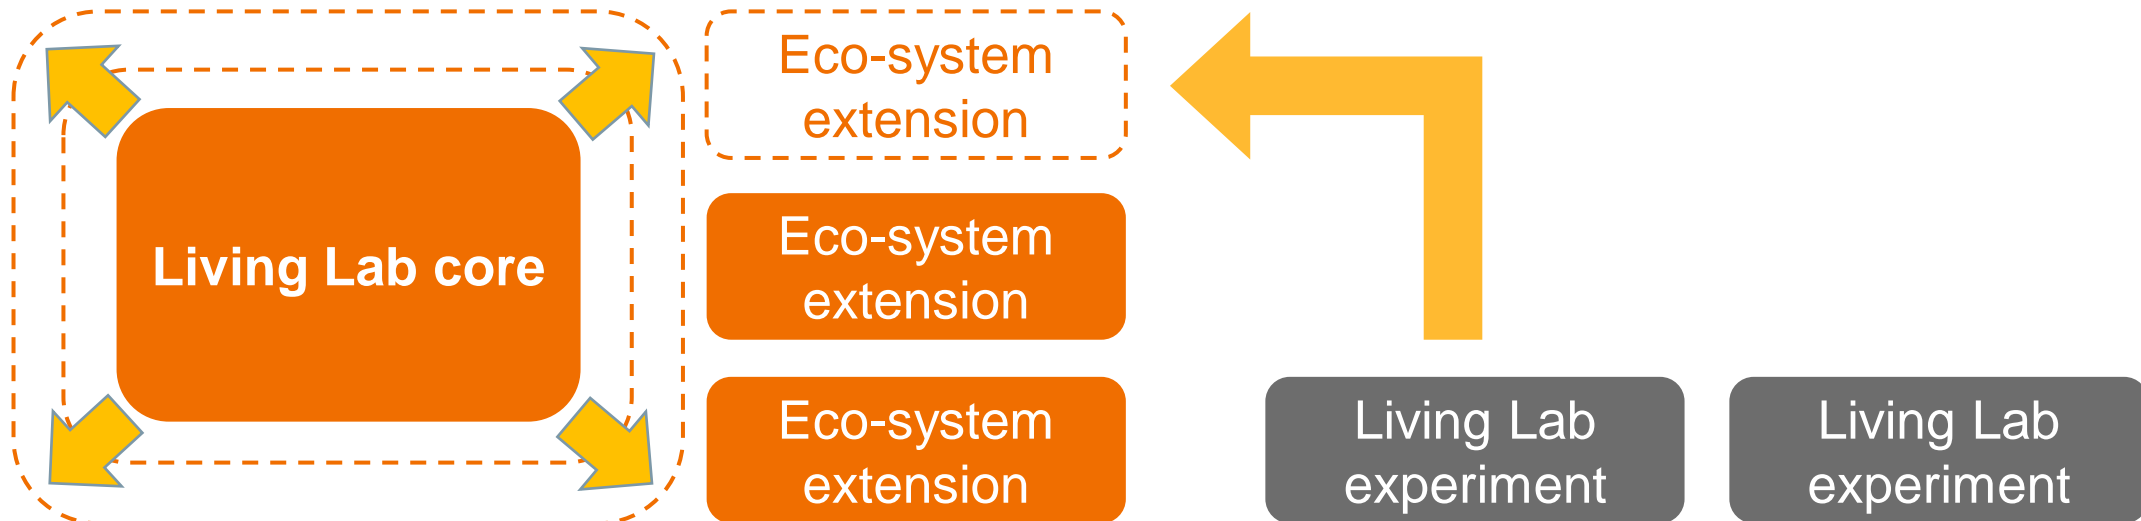 Living Lab core
Eco-system
extension
Eco-system
extension
Eco-system
extension
Living Lab
experiment
Living Lab
experiment